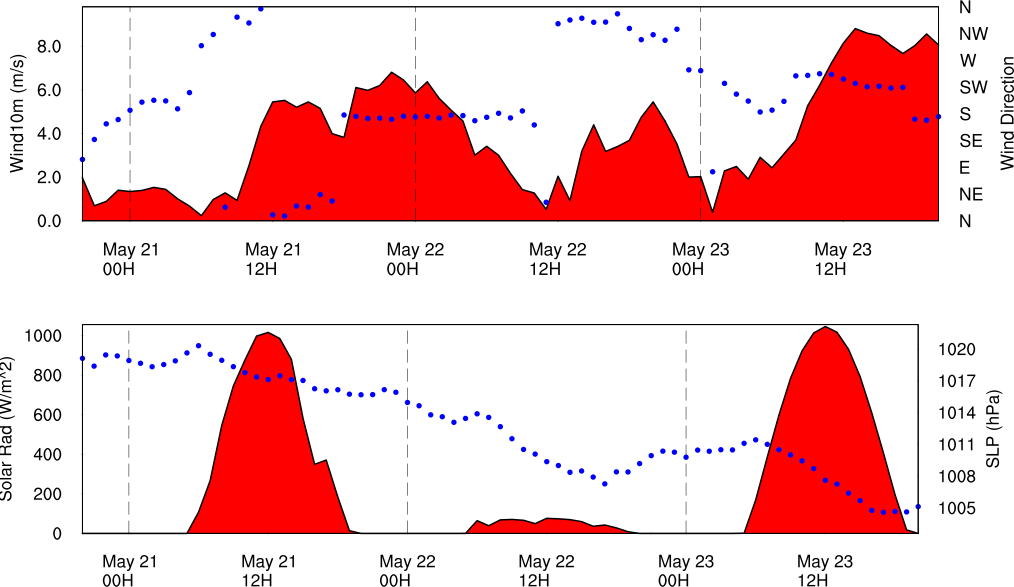 Wind10m (m/s)
8.0
6.0
4.0
2.0
0.0
N
NW
W
SW
S
SE
E
NE
N
Wind Direction
May 21
00H
May 21
12H
May 22
00H
May 22
12H
May 23
00H
May 23
12H
Solar Rad (W/m^2)
1000
800
600
400
200
0
1020
1017
1014
1011
1008
1005
SLP (hPa)
May 21
00H
May 21
12H
May 22
00H
May 22
12H
May 23
00H
May 23
12H